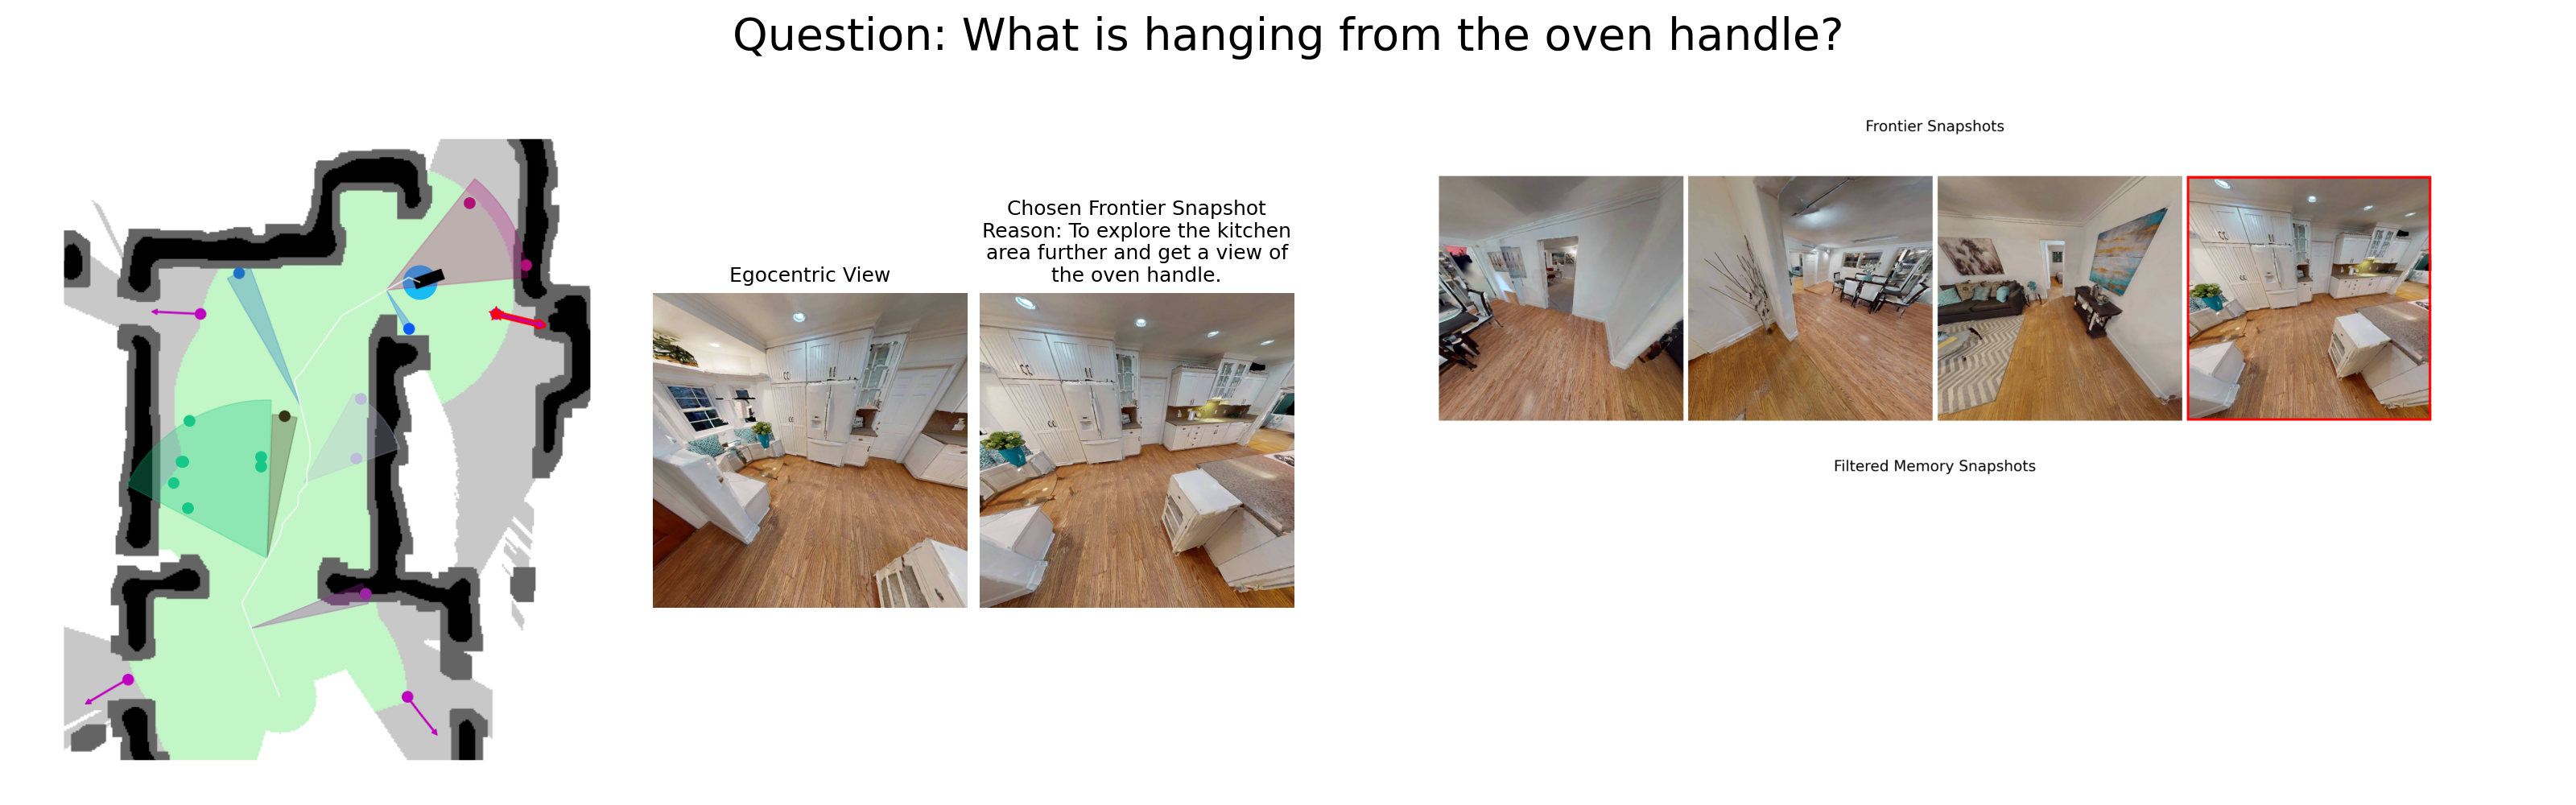 Question: What is hanging from the oven handle?
Frontier Snapshots
Chosen Frontier Snapshot
Reason: To explore the kitchen
area further and get a view of
the oven handle.
Egocentric View
Filtered Memory Snapshots